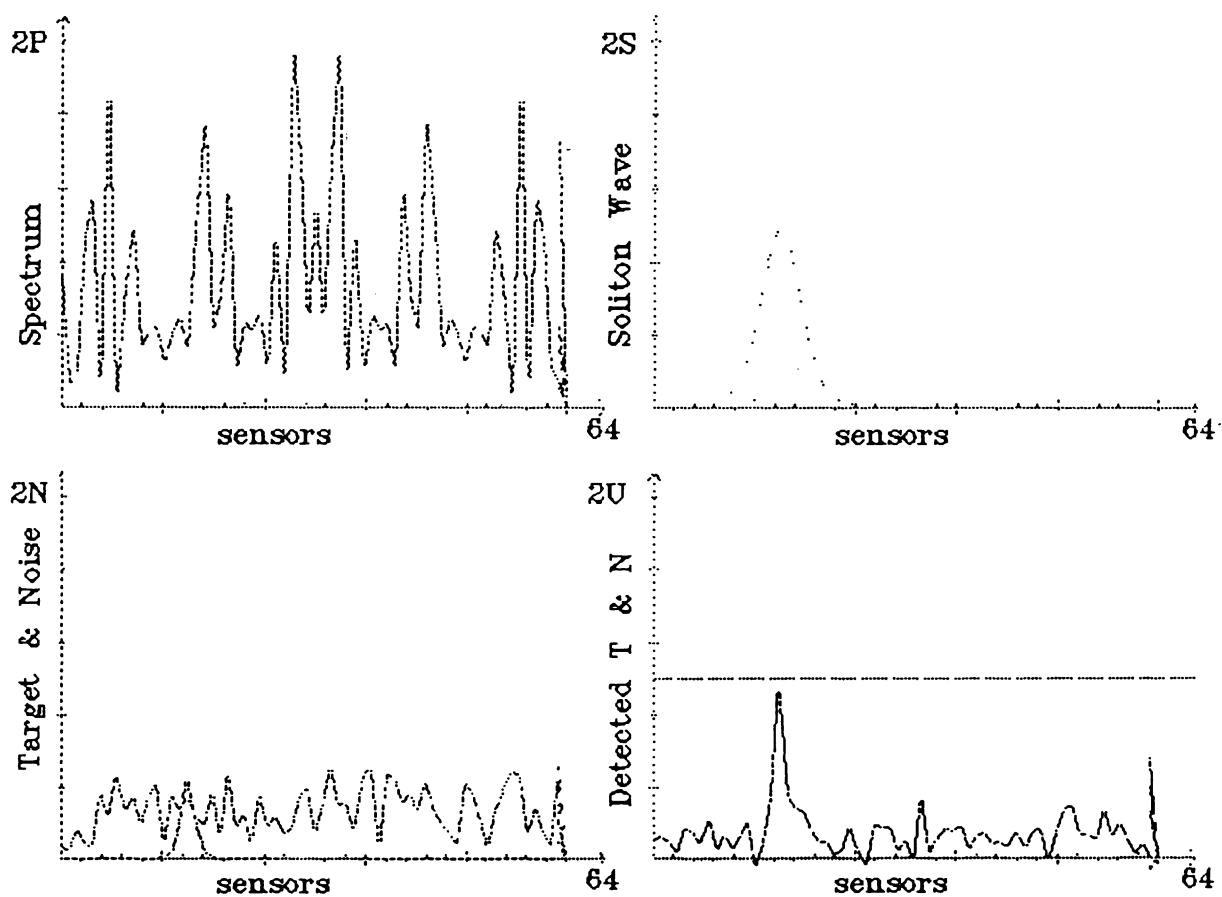 2P
Spectrum
sensors
64
2S
Soliton Wave
sensors
64
2N
Target & Noise
sensors
64
2U
Detected T & N
sensors
64